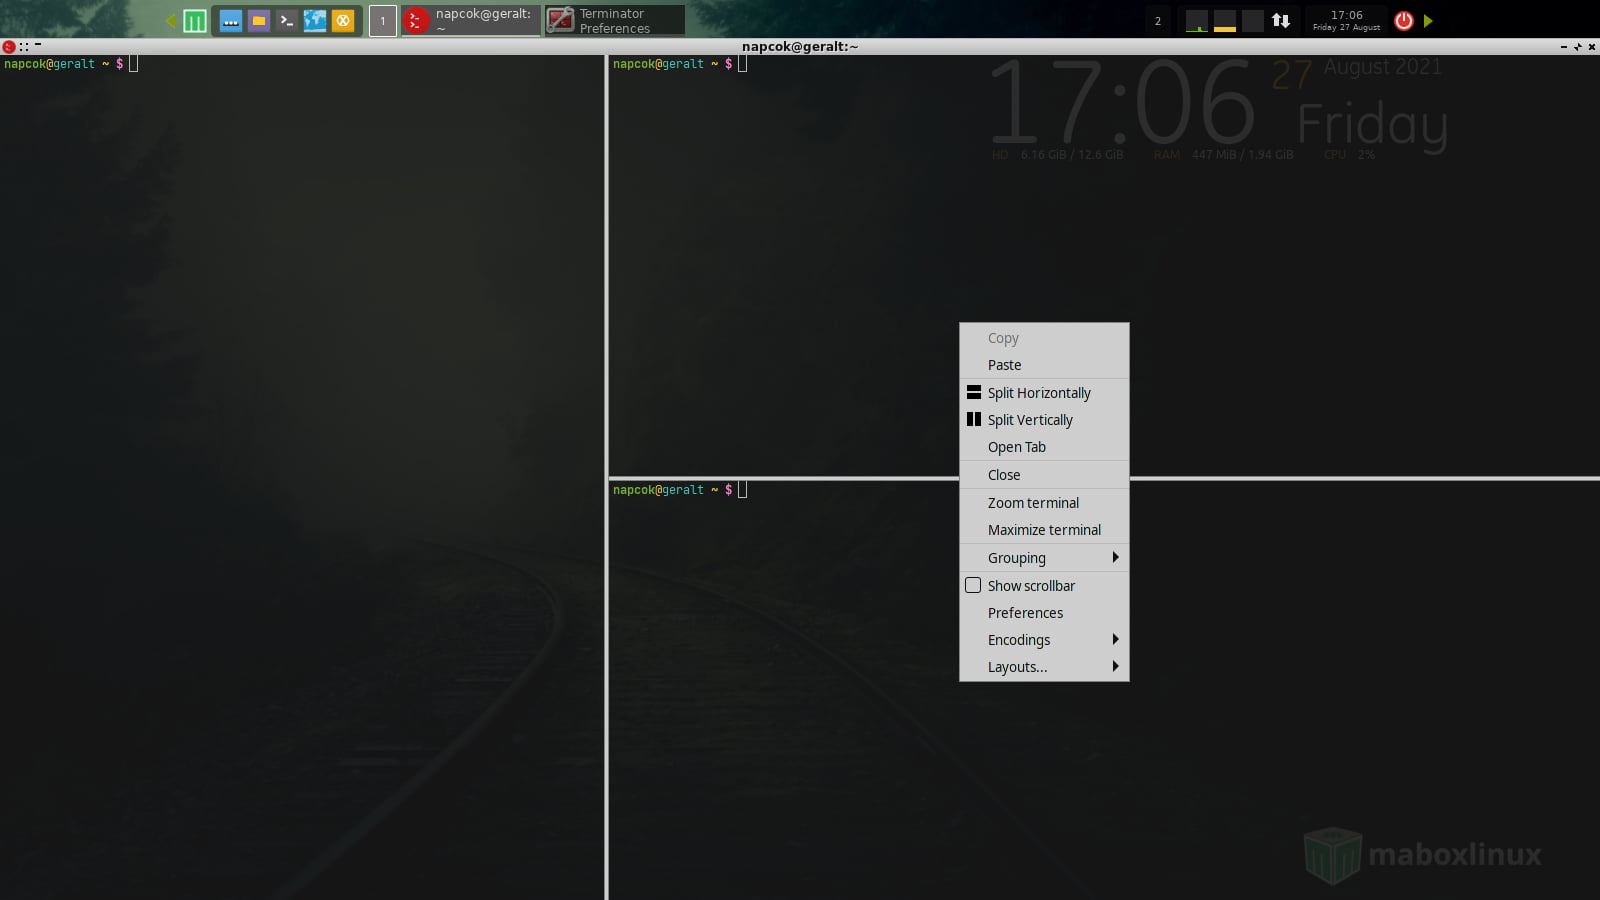 1
napcok@geralt:
~
Terminator
Preferences
2
17:06
Friday 27 August
napcok@geralt:~
napcok@geralt ~ $
napcok@geralt ~ $
17:06
27
August 2021
Friday
HD 6.16 GiB / 12.6 GiB RAM 447 MiB / 1.94 GiB CPU 2%
Copy
Paste
Split Horizontally
Split Vertically
Open Tab
Close
Zoom terminal
Maximize terminal
Grouping
Show scrollbar
Preferences
Encodings
Layouts...
napcok@geralt ~ $
maboxlinux